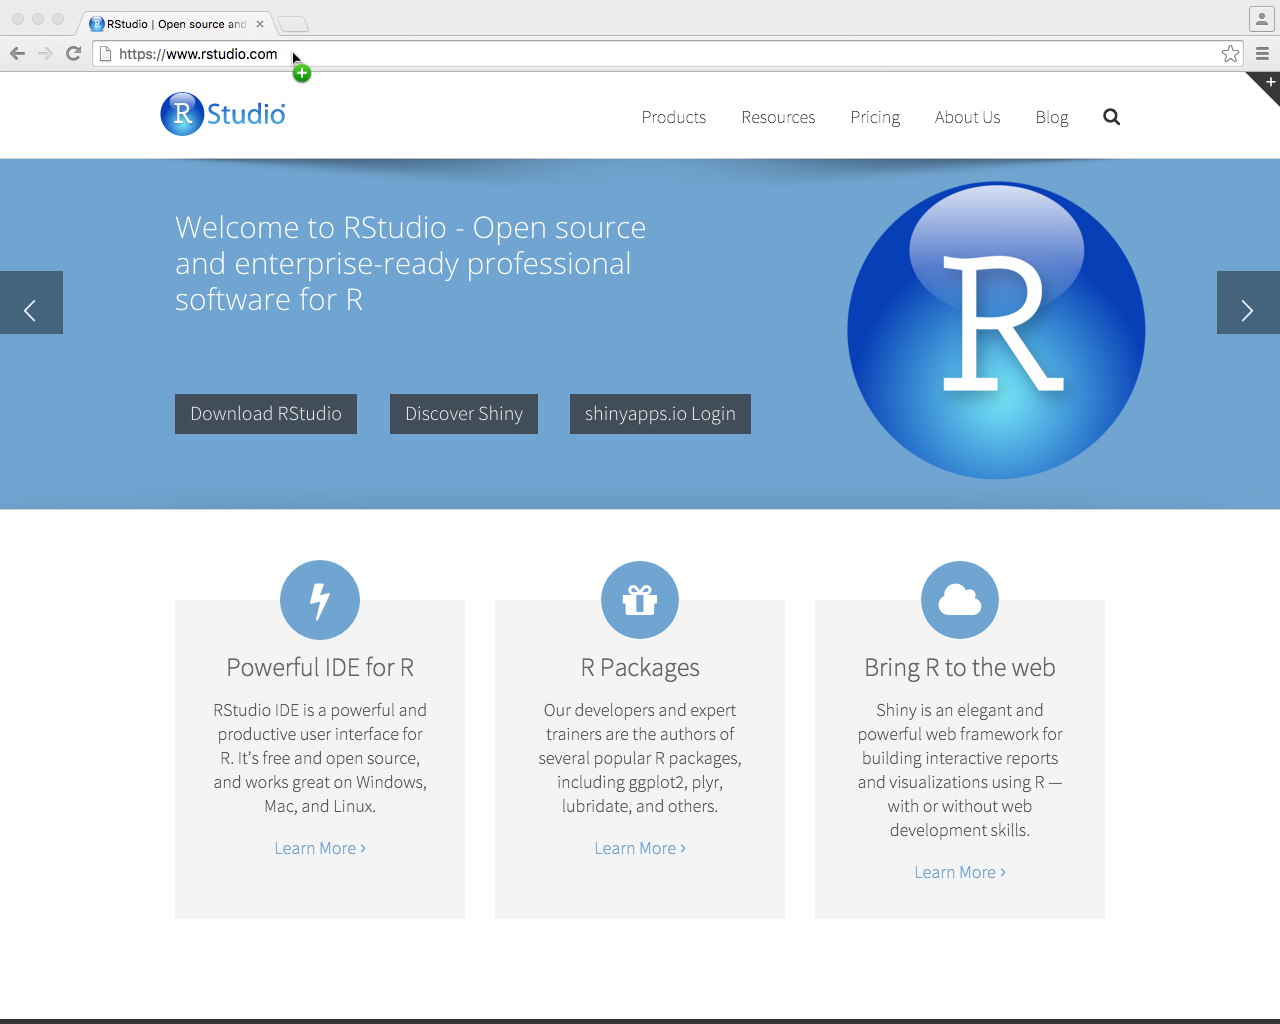 RStudio | Open source and
https://www.rstudio.com
R Studio
Products
Resources
Pricing
About Us
Blog
Welcome to RStudio - Open source
and enterprise-ready professional
software for R
R
Download RStudio
Discover Shiny
shinyapps.io Login
Powerful IDE for R
RStudio IDE is a powerful and
productive user interface for
R. It’s free and open source,
and works great on Windows,
Mac, and Linux.
Learn More ›
R Packages
Our developers and expert
trainers are the authors of
several popular R packages,
including ggplot2, plyr,
lubridate, and others.
Learn More ›
Bring R to the web
Shiny is an elegant and
powerful web framework for
building interactive reports
and visualizations using R —
with or without web
development skills.
Learn More ›